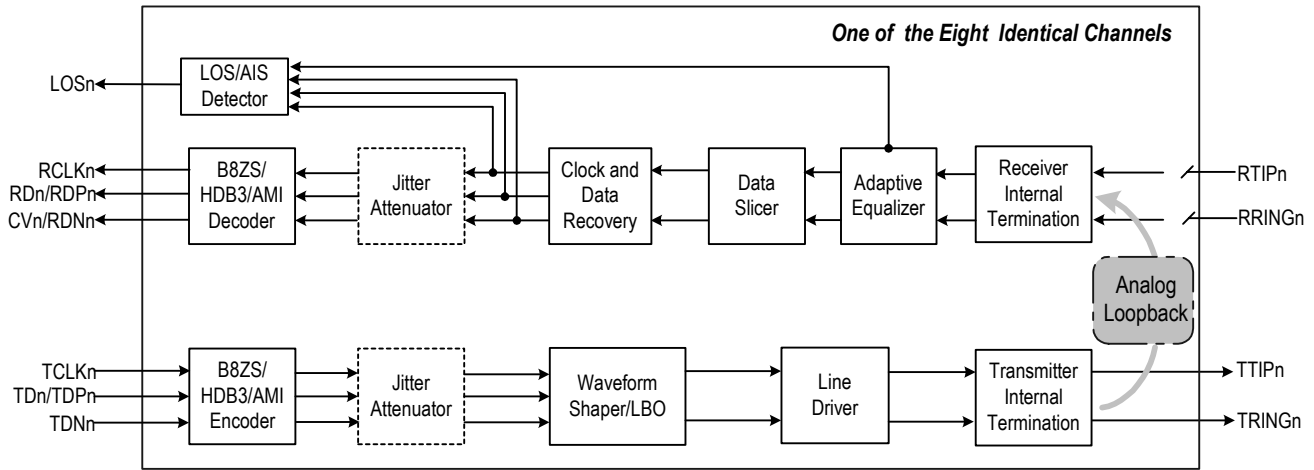 One of the Eight Identical Channels
LOSn
LOS/AIS
Detector
RCLKn
RDn/RDPn
CVn/RDNn
B8ZS/
HDB3/AMI
Decoder
Jitter
Attenuator
Clock and
Data
Recovery
Data
Slicer
Adaptive
Equalizer
Receiver
Internal
Termination
RTIPn
RRINGn
Analog
Loopback
TCLKn
TDn/TDPn
TDNn
B8ZS/
HDB3/AMI
Encoder
Jitter
Attenuator
Waveform
Shaper/LBO
Line
Driver
Transmitter
Internal
Termination
TTIPn
TRINGn